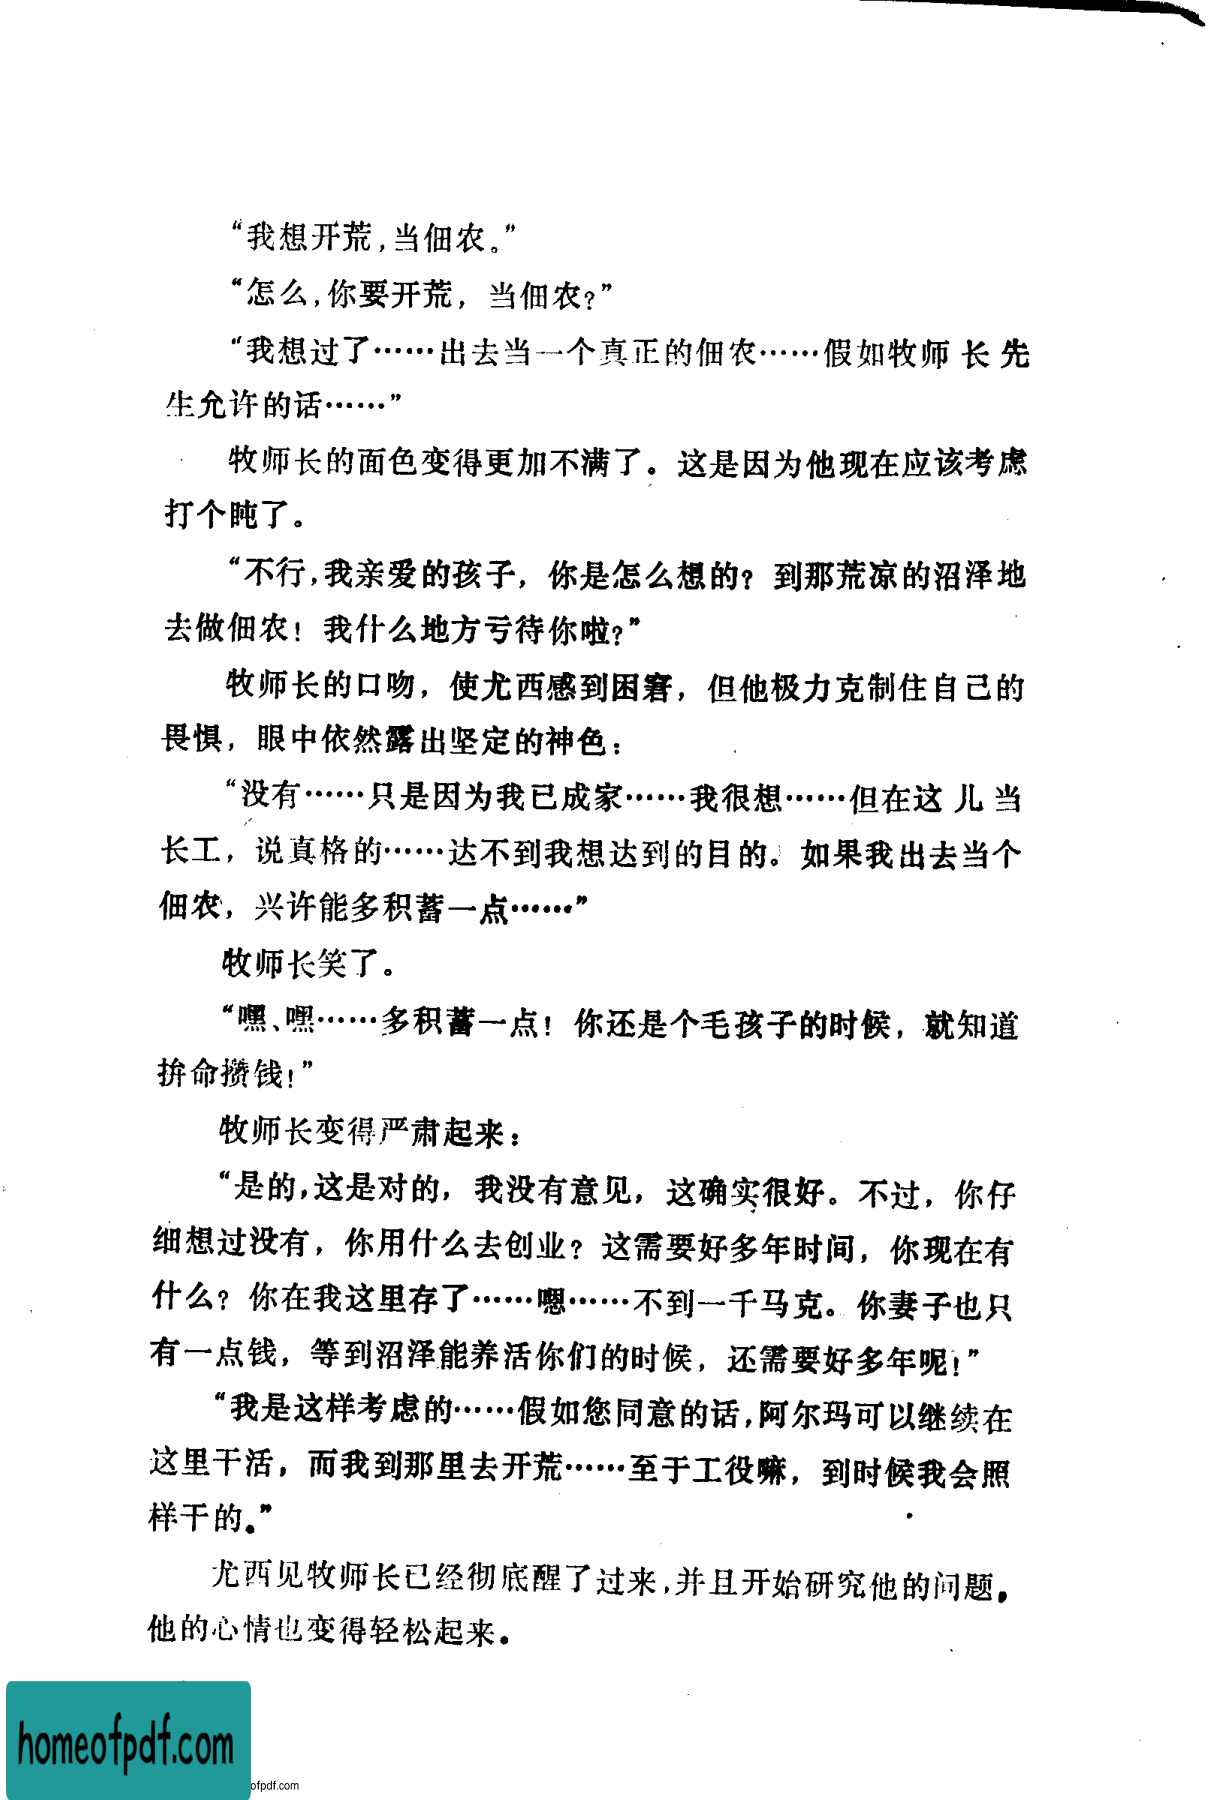 “我想开荒，当佃农。”
“怎么，你要开荒，当佃农？”
“我想过了……出去当一个真正的佃农……假如牧师长先
生允许的话……”
牧师长的面色变得更加不满了。这是因为他现在应该考虑
打个盹了。
“不行，我亲爱的孩子，你是怎么想的？到那荒凉的沼泽地
去做佃农！我什么地方亏待你啦？”
牧师长的口吻，使尤西感到困窘，但他极力克制住自己的
畏惧，眼中依然露出坚定的神色：
“没有……只是因为我已成家……我很想……但在这儿当
长工，说真格的……达不到我想达到的目的。如果我出去当个
佃农，兴许能多积蓄一点……”
牧师长笑了。
“嘿、嘿……多积蓄一点！你还是个毛孩子的时候，就知道
拚命攒钱！”
牧师长变得严肃起来：
“是的，这是对的，我没有意见，这确实很好。不过，你仔
细想过没有，你用什么去创业？这需要好多年时间，你现在有
什么？你在我这里存了……嗯……不到一千马克。你妻子也只
有一点钱，等到沼泽能养活你们的时候，还需要好多年呢！”
“我是这样考虑的……假如您同意的话，阿尔玛可以继续在
这里干活，而我到那里去开荒……至于工役嘛，到时候我会照
样干的。”
尤西见牧师长已经彻底醒了过来，并且开始研究他的问题，
他的心情也变得轻松起来。
homeofpdf.com
ofpdf.com